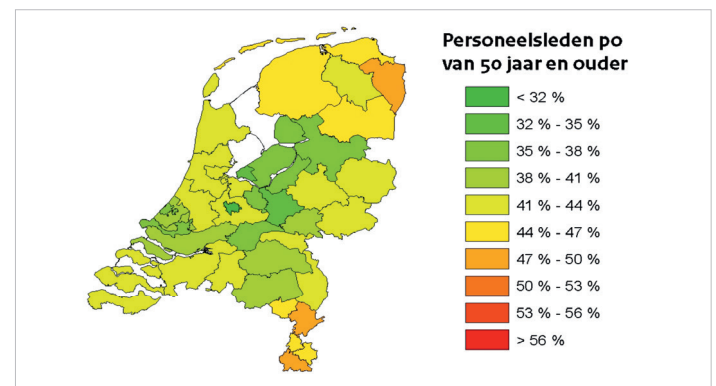 Personeelsleden po
van 50 jaar en ouder
< 32 %
32 % - 35 %
35 % - 38 %
38 % - 41 %
41 % - 44 %
44 % - 47 %
47 % - 50 %
50 % - 53 %
53 % - 56 %
> 56 %